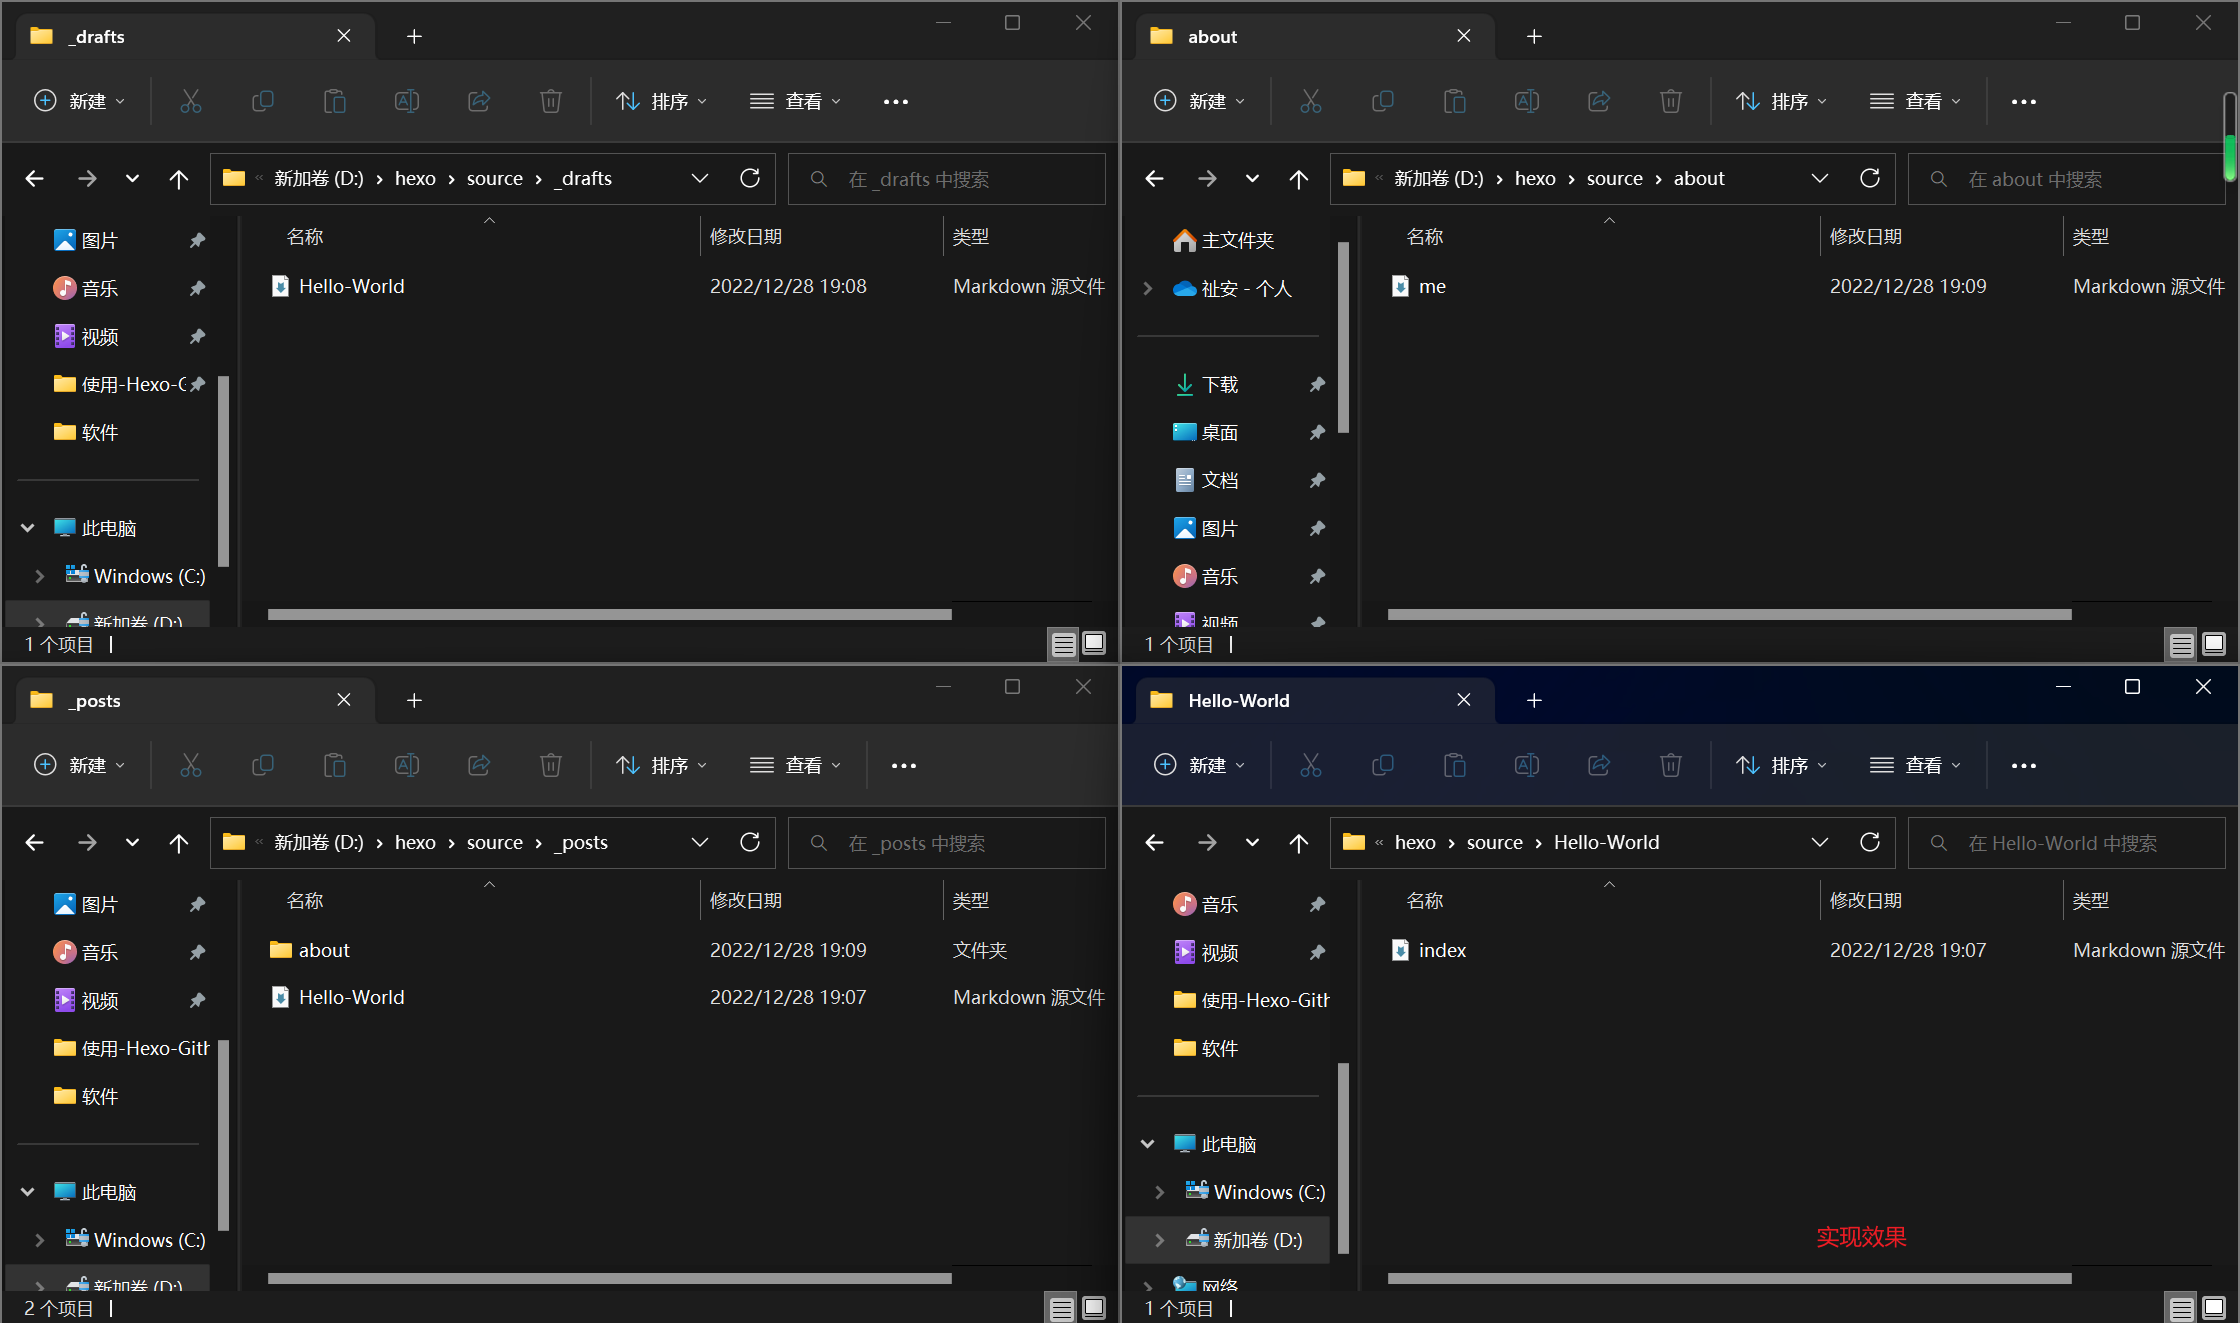 _drafts
新建
排序
查看
新加卷 (D:) hexo source _drafts
在 _drafts 中搜索
图片
音乐
视频
使用-Hexo-G
软件
此电脑
Windows (C:)
新加卷 (D:)
名称 修改日期 类型
Hello-World 2022/12/28 19:08 Markdown 源文件
1 个项目
about
新建
排序
查看
新加卷 (D:) hexo source about
在 about 中搜索
主文件夹
祉安 - 个人
下载
桌面
文档
图片
音乐
视频
名称 修改日期 类型
me 2022/12/28 19:09 Markdown 源文件
1 个项目
_posts
新建
排序
查看
新加卷 (D:) hexo source _posts
在 _posts 中搜索
图片
音乐
视频
使用-Hexo-Gith
软件
此电脑
Windows (C:)
新加卷 (D:)
名称 修改日期 类型
about 2022/12/28 19:09 文件夹
Hello-World 2022/12/28 19:07 Markdown 源文件
2 个项目
Hello-World
新建
排序
查看
hexo source Hello-World
在 Hello-World 中搜索
音乐
视频
使用-Hexo-Gith
软件
此电脑
Windows (C:)
新加卷 (D:)
网络
名称 修改日期 类型
index 2022/12/28 19:07 Markdown 源文件
实现效果
1 个项目